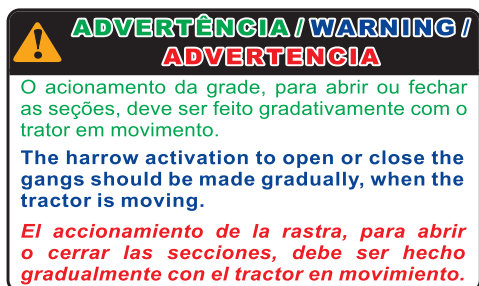 ADVERTÊNCIA / WARNING /
ADVERTENCIA
O acionamento da grade, para abrir ou fechar
as seções, deve ser feito gradativamente com o
trator em movimento.
The harrow activation to open or close the
gangs should be made gradually, when the
tractor is moving.
El accionamiento de la rastra, para abrir
o cerrar las secciones, debe ser hecho
gradualmente con el tractor en movimiento.